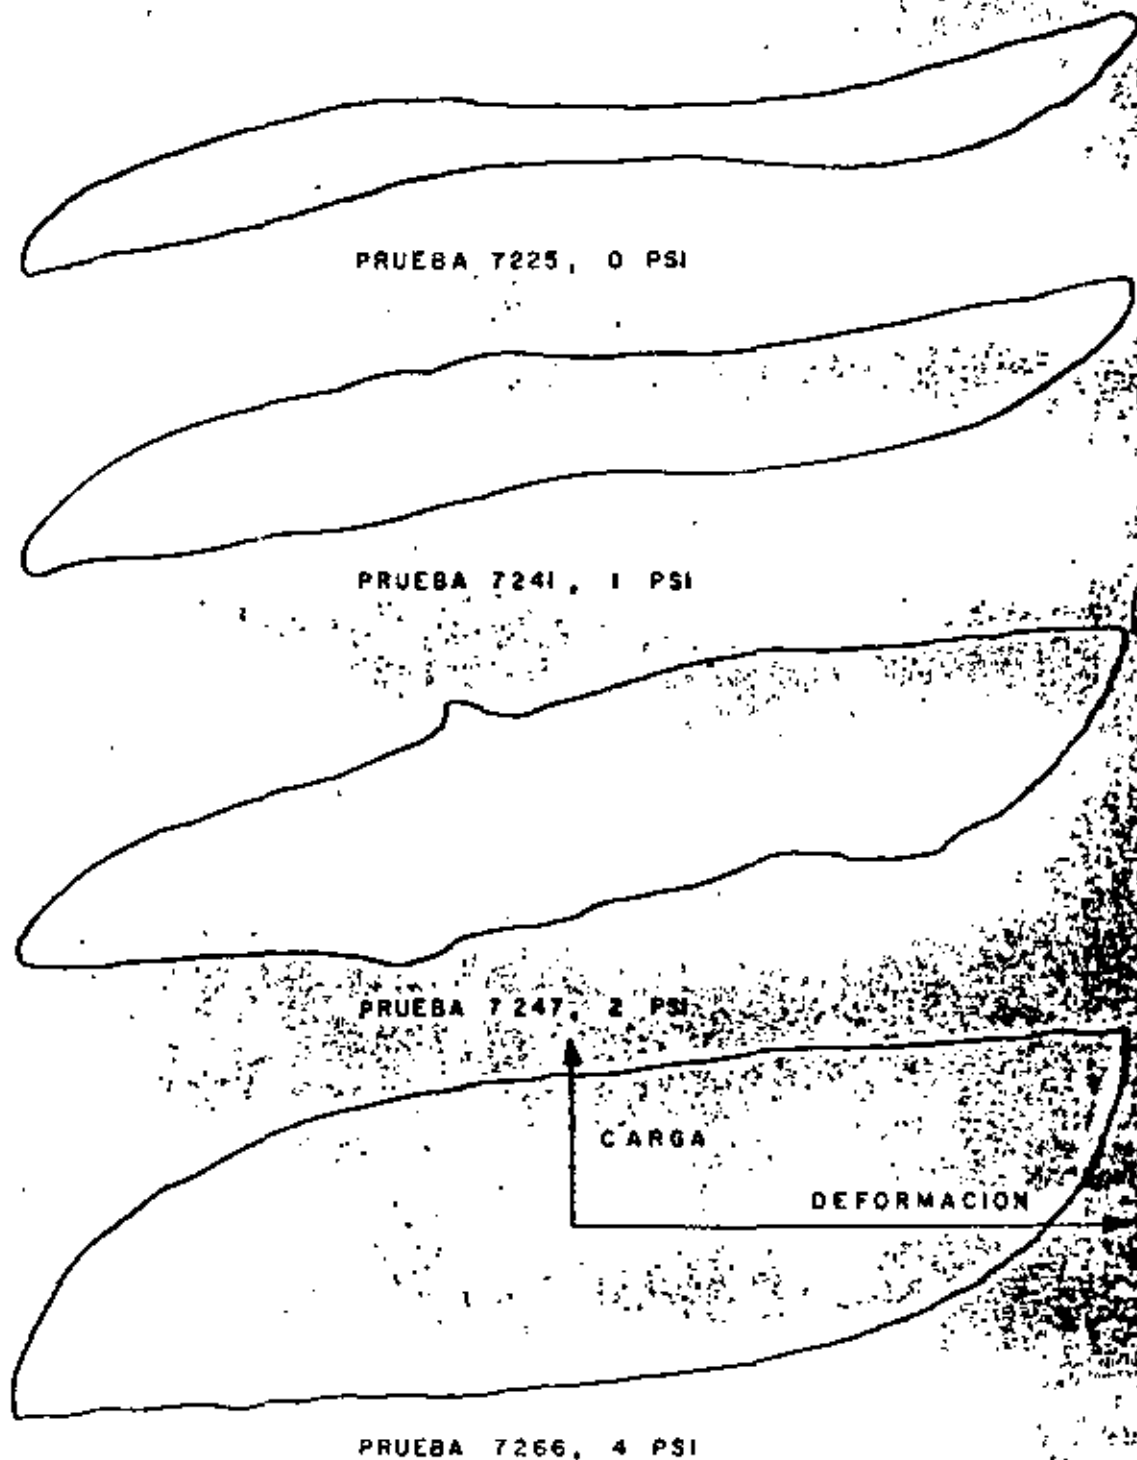 PRUEBA 7225, 0 PSI
PRUEBA 7241, 1 PSI
PRUEBA 7247, 2 PSI
CARGA
DEFORMACION
PRUEBA 7266, 4 PSI